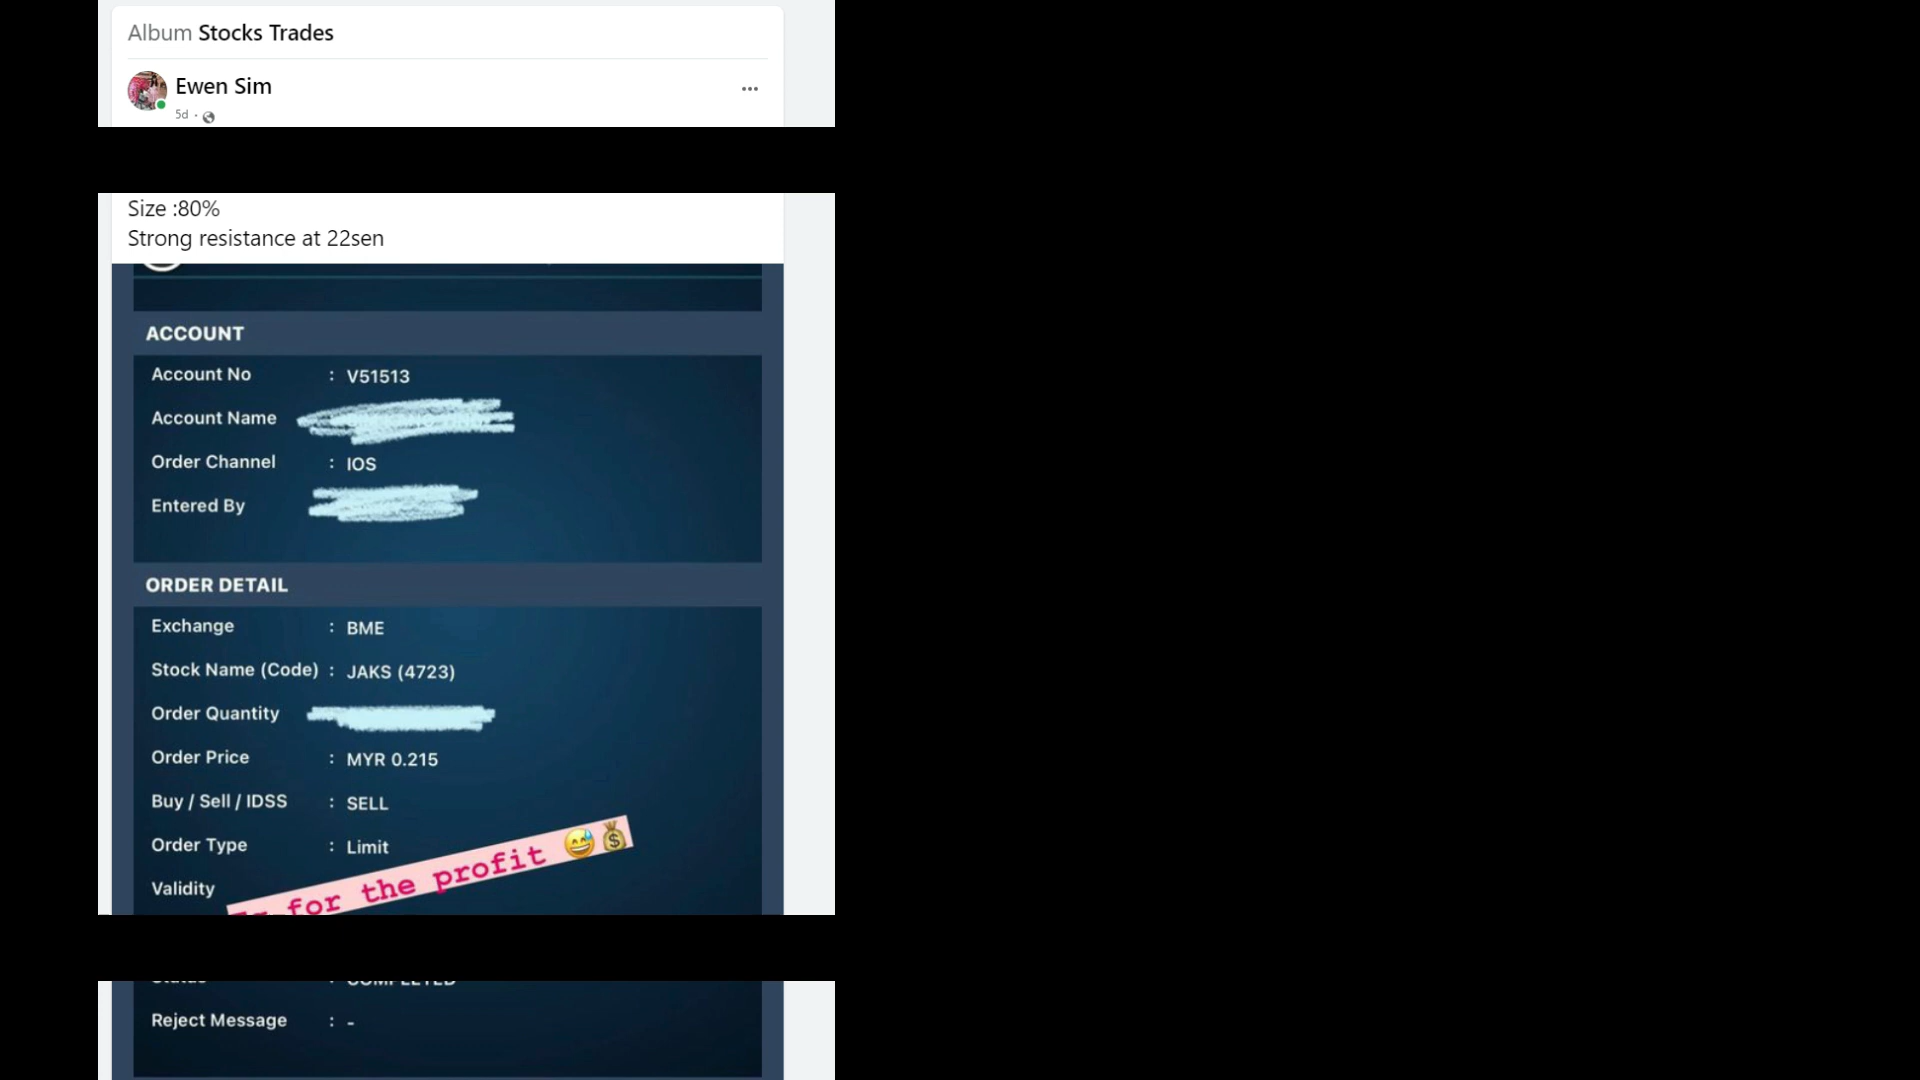 Album Stocks Trades
Ewen Sim
5d ·
Size :80%
Strong resistance at 22sen
ACCOUNT
Account No : V51513
Account Name
Order Channel : IOS
Entered By
ORDER DETAIL
Exchange : BME
Stock Name (Code) : JAKS (4723)
Order Quantity
Order Price : MYR 0.215
Buy / Sell / IDSS : SELL
Order Type : Limit
Validity
for the profit 😅💰
Status : COMPLETED
Reject Message : -